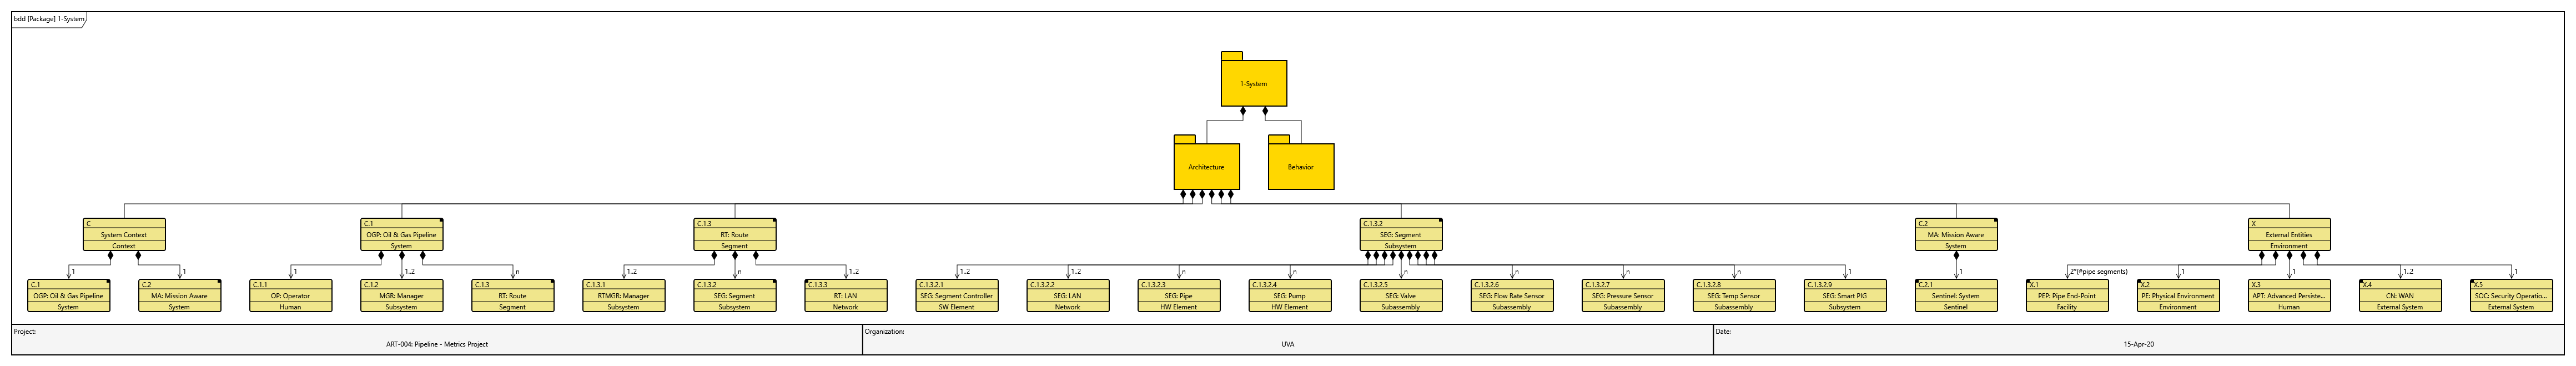 bdd [Package] 1-System
1-System
Architecture
Behavior
C
System Context
Context
C.1
OGP: Oil & Gas Pipeline
System
C.1.3
RT: Route
Segment
C.1.3.2
SEG: Segment
Subsystem
C.2
MA: Mission Aware
System
X
External Entities
Environment
1
1
1
1..2
n
1..2
n
1..2
1..2
1..2
n
n
n
n
n
n
1
1
2*(#pipe segments)
1
1
1..2
1
C.1
OGP: Oil & Gas Pipeline
System
C.2
MA: Mission Aware
System
C.1.1
OP: Operator
Human
C.1.2
MGR: Manager
Subsystem
C.1.3
RT: Route
Segment
C.1.3.1
RTMGR: Manager
Subsystem
C.1.3.2
SEG: Segment
Subsystem
C.1.3.3
RT: LAN
Network
C.1.3.2.1
SEG: Segment Controller
SW Element
C.1.3.2.2
SEG: LAN
Network
C.1.3.2.3
SEG: Pipe
HW Element
C.1.3.2.4
SEG: Pump
HW Element
C.1.3.2.5
SEG: Valve
Subassembly
C.1.3.2.6
SEG: Flow Rate Sensor
Subassembly
C.1.3.2.7
SEG: Pressure Sensor
Subassembly
C.1.3.2.8
SEG: Temp Sensor
Subassembly
C.1.3.2.9
SEG: Smart PIG
Subsystem
C.2.1
Sentinel: System
Sentinel
X.1
PEP: Pipe End-Point
Facility
X.2
PE: Physical Environment
Environment
X.3
APT: Advanced Persiste...
Human
X.4
CN: WAN
External System
X.5
SOC: Security Operatio...
External System
Project:
ART-004: Pipeline - Metrics Project
Organization:
UVA
Date:
15-Apr-20